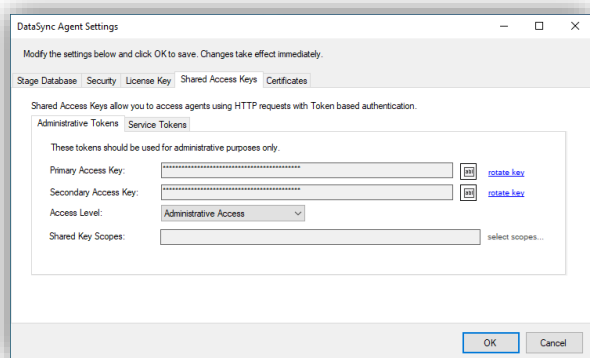 DataSync Agent Settings
Modify the settings below and click OK to save. Changes take effect immediately.
Stage Database Security License Key Shared Access Keys Certificates
Shared Access Keys allow you to access agents using HTTP requests with Token based authentication.
Administrative Tokens Service Tokens
These tokens should be used for administrative purposes only.
Primary Access Key: rotate key
Secondary Access Key: rotate key
Access Level: Administrative Access
Shared Key Scopes: select scopes...
OK Cancel